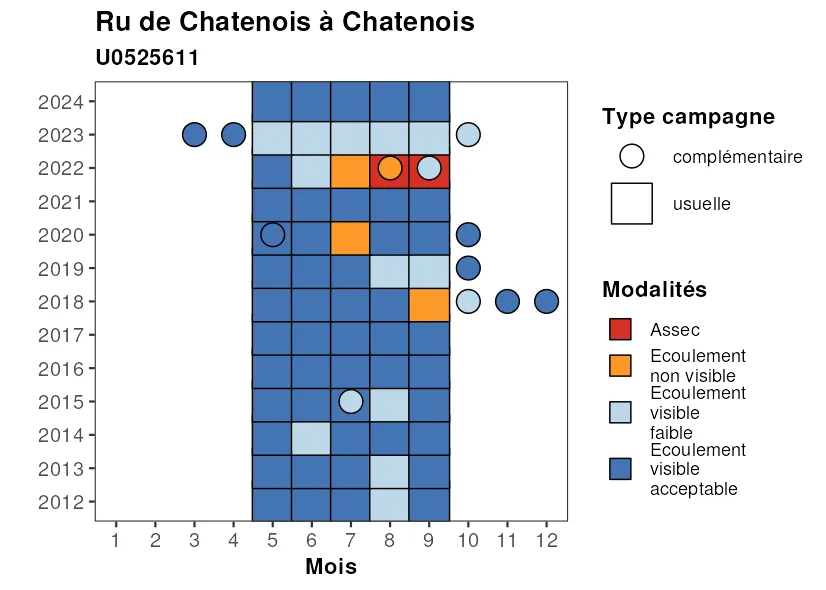 Ru de Chatenois à Chatenois
U0525611
2024
2023
2022
2021
2020
2019
2018
2017
2016
2015
2014
2013
2012
1 2 3 4 5 6 7 8 9 10 11 12
Mois
Type campagne
complémentaire
usuelle
Modalités
Assec
Ecoulement
non visible
Ecoulement
visible
faible
Ecoulement
visible
acceptable